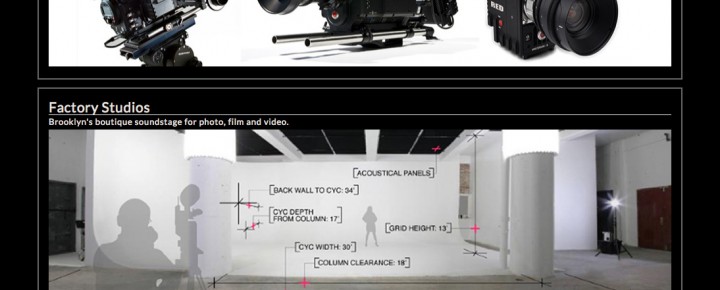 RED
Factory Studios
Brooklyn's boutique soundstage for photo, film and video.
[ACOUSTICAL PANELS]
[BACK WALL TO CYC: 34']
[CYC DEPTH
FROM COLUMN: 17']
[GRID HEIGHT: 13']
[CYC WIDTH: 30']
[COLUMN CLEARANCE: 18']